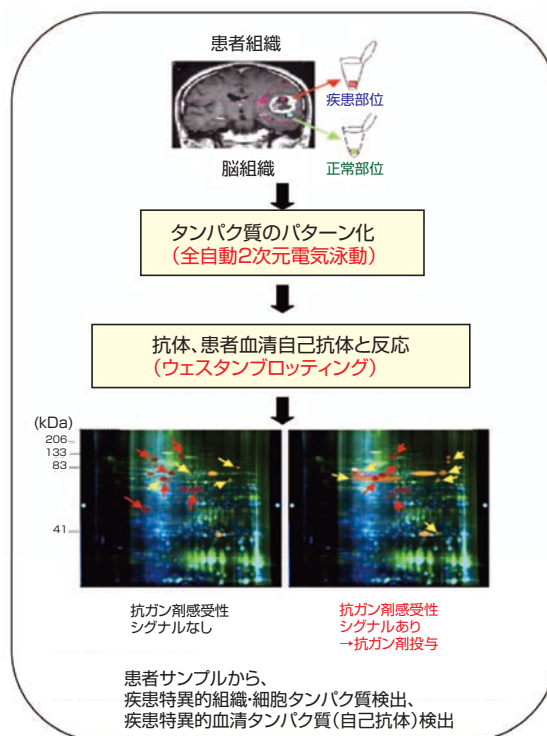 患者組織
疾患部位
脳組織
正常部位
タンパク質のパターン化
(全自動2次元電気泳動)
抗体、患者血清自己抗体と反応
(ウェスタンブロッティング)
(kDa)
206
133
83
41
抗ガン剤感受性
シグナルなし
抗ガン剤感受性
シグナルあり
→抗ガン剤投与
患者サンプルから、
疾患特異的組織・細胞タンパク質検出、
疾患特異的血清タンパク質(自己抗体)検出